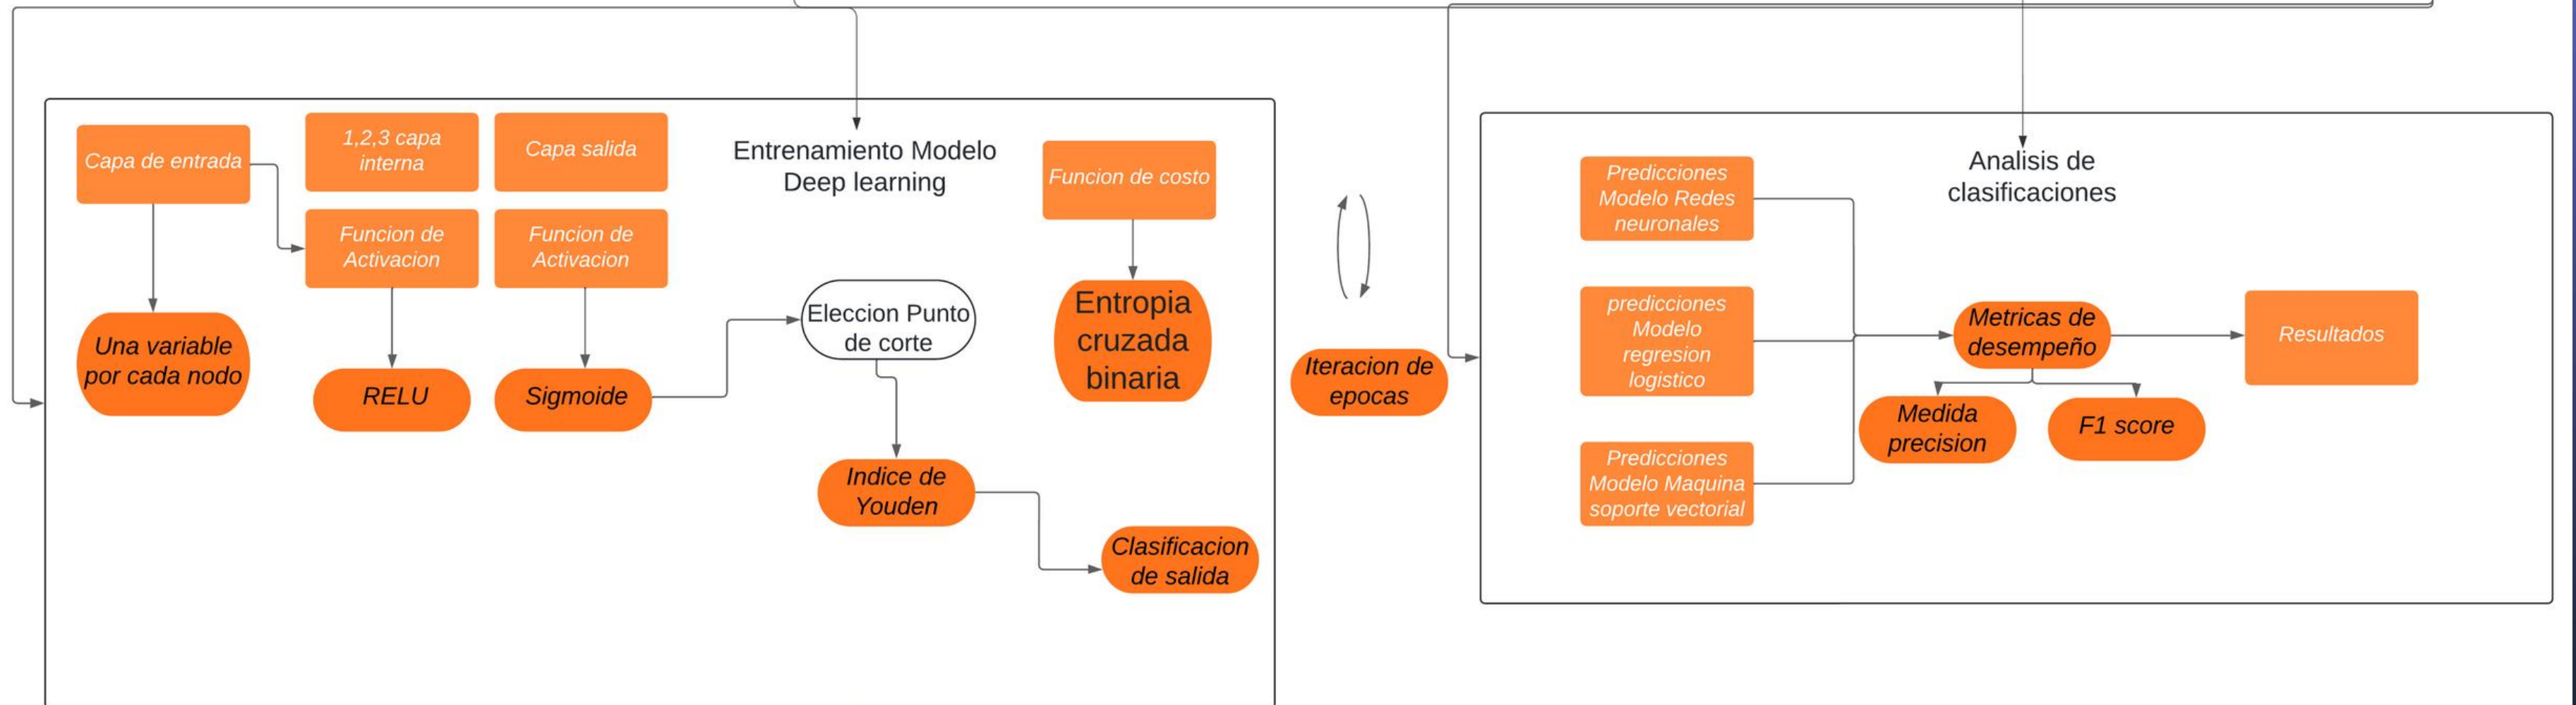 Capa de entrada
1,2,3 capa
interna
Capa salida
Entrenamiento Modelo
Deep learning
Funcion de costo
Funcion de
Activacion
Funcion de
Activacion
Una variable
por cada nodo
RELU
Sigmoide
Eleccion Punto
de corte
Entropia
cruzada
binaria
Indice de
Youden
Clasificacion
de salida
Iteracion de
epocas
Analisis de
clasificaciones
Predicciones
Modelo Redes
neuronales
predicciones
Modelo
regresion
logistico
Predicciones
Modelo Maquina
soporte vectorial
Metricas de
desempeño
Medida
precision
F1 score
Resultados